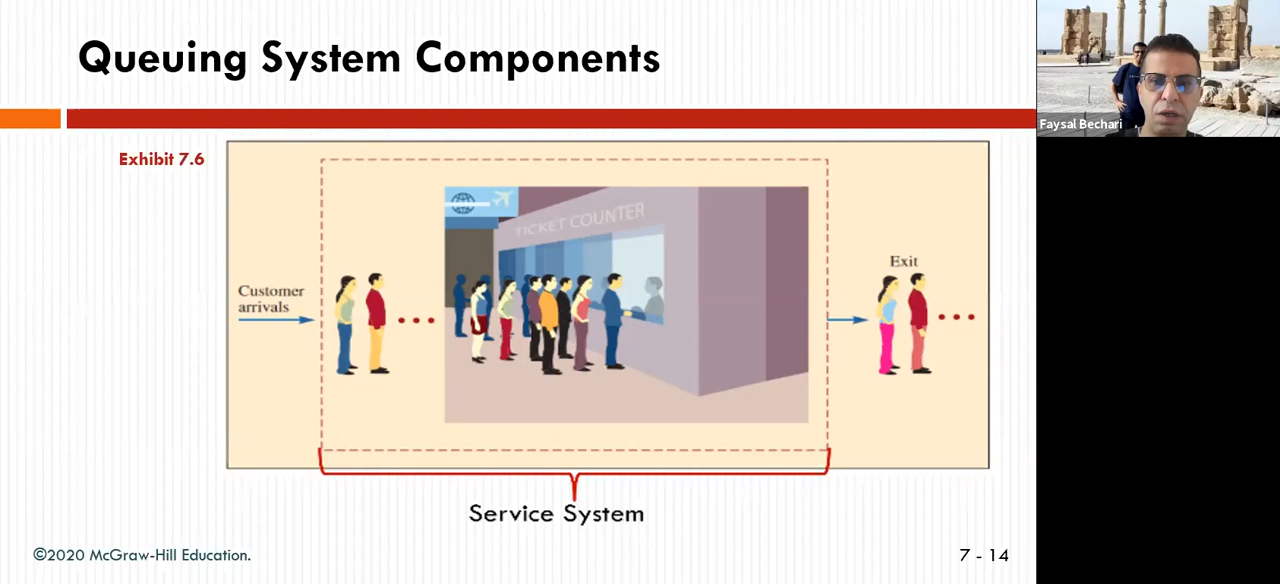 Queuing System Components
Faysal Bechari
Exhibit 7.6
TICKET COUNTER
Customer
arrivals
Exit
Service System
©2020 McGraw-Hill Education.
7 - 14